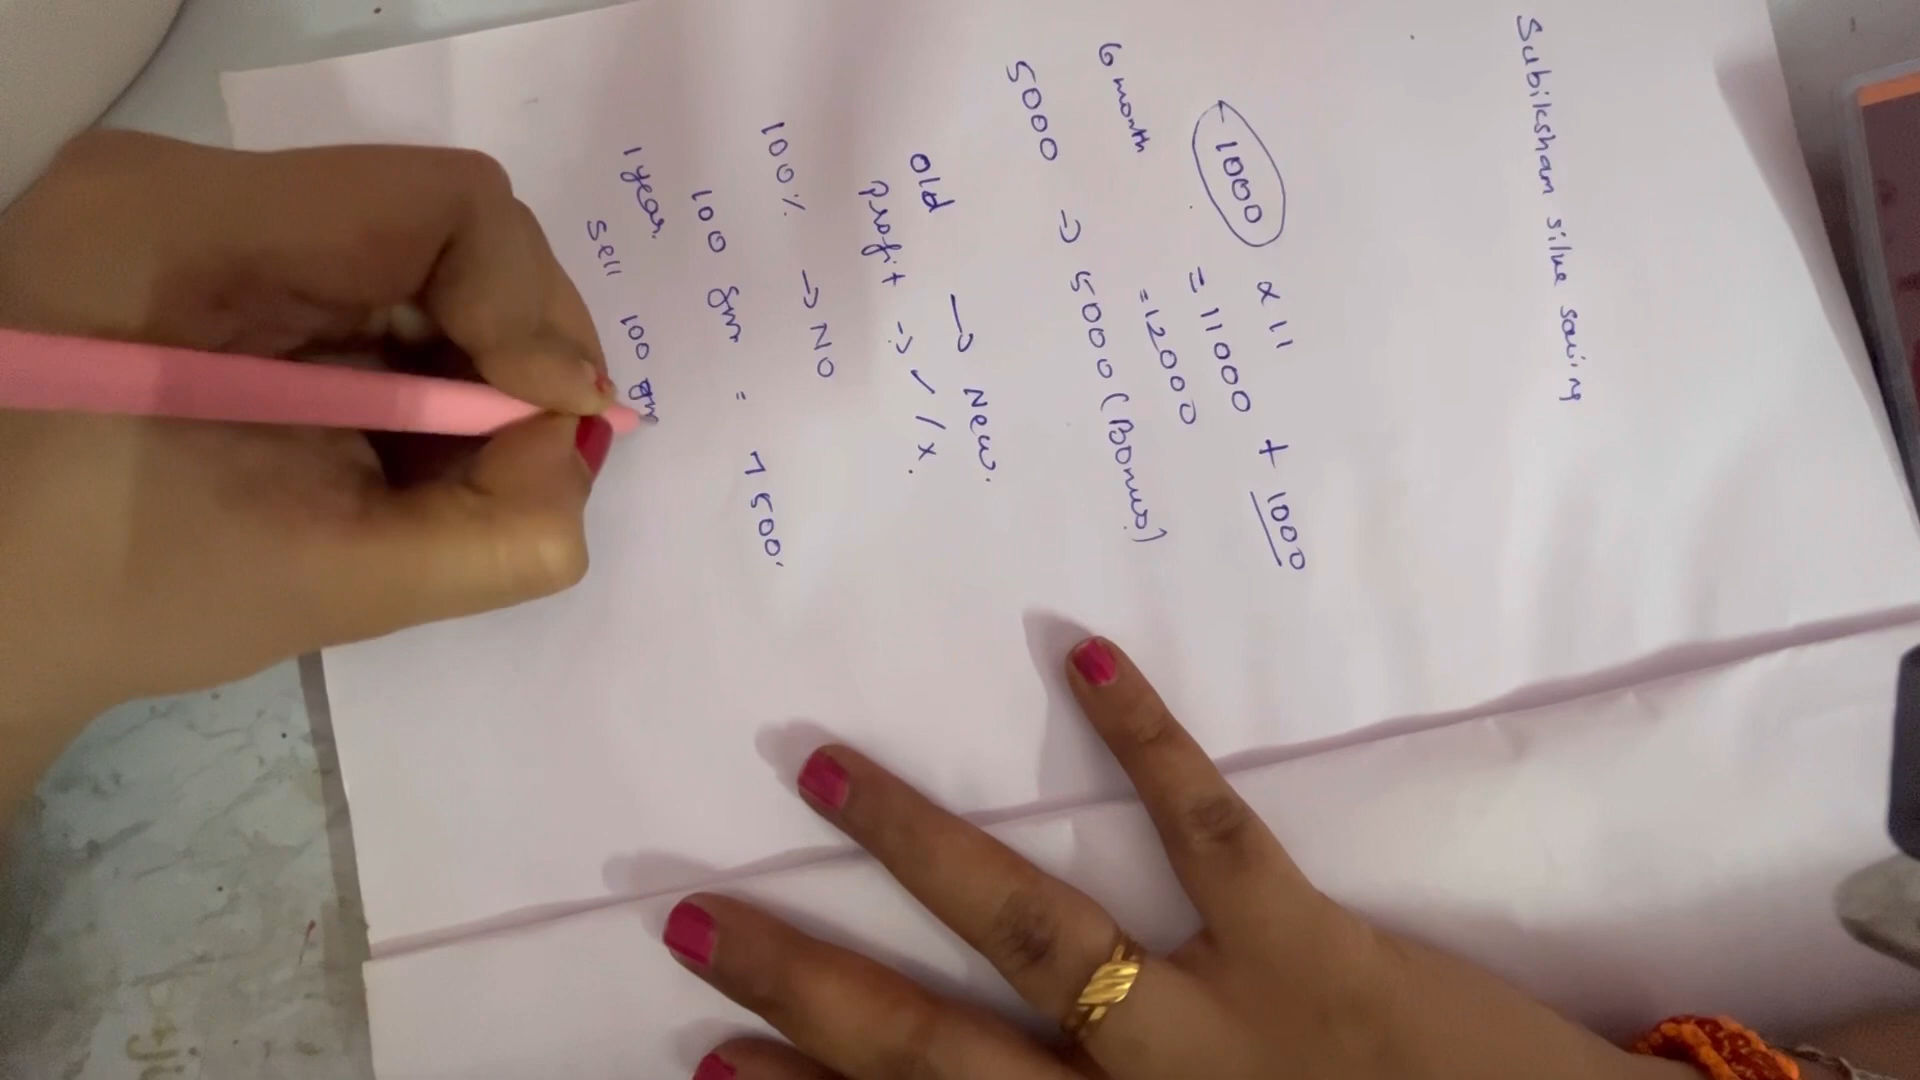 Subiksham silve saving
1000 x 11 + 1000
= 11000
6 month = 12000
5000 -> 5000 (Bonus)
old -> New.
Profit -> ✓ / x.
100% -> NO
100 gm = 7500.
1 year.
sell 100 gm